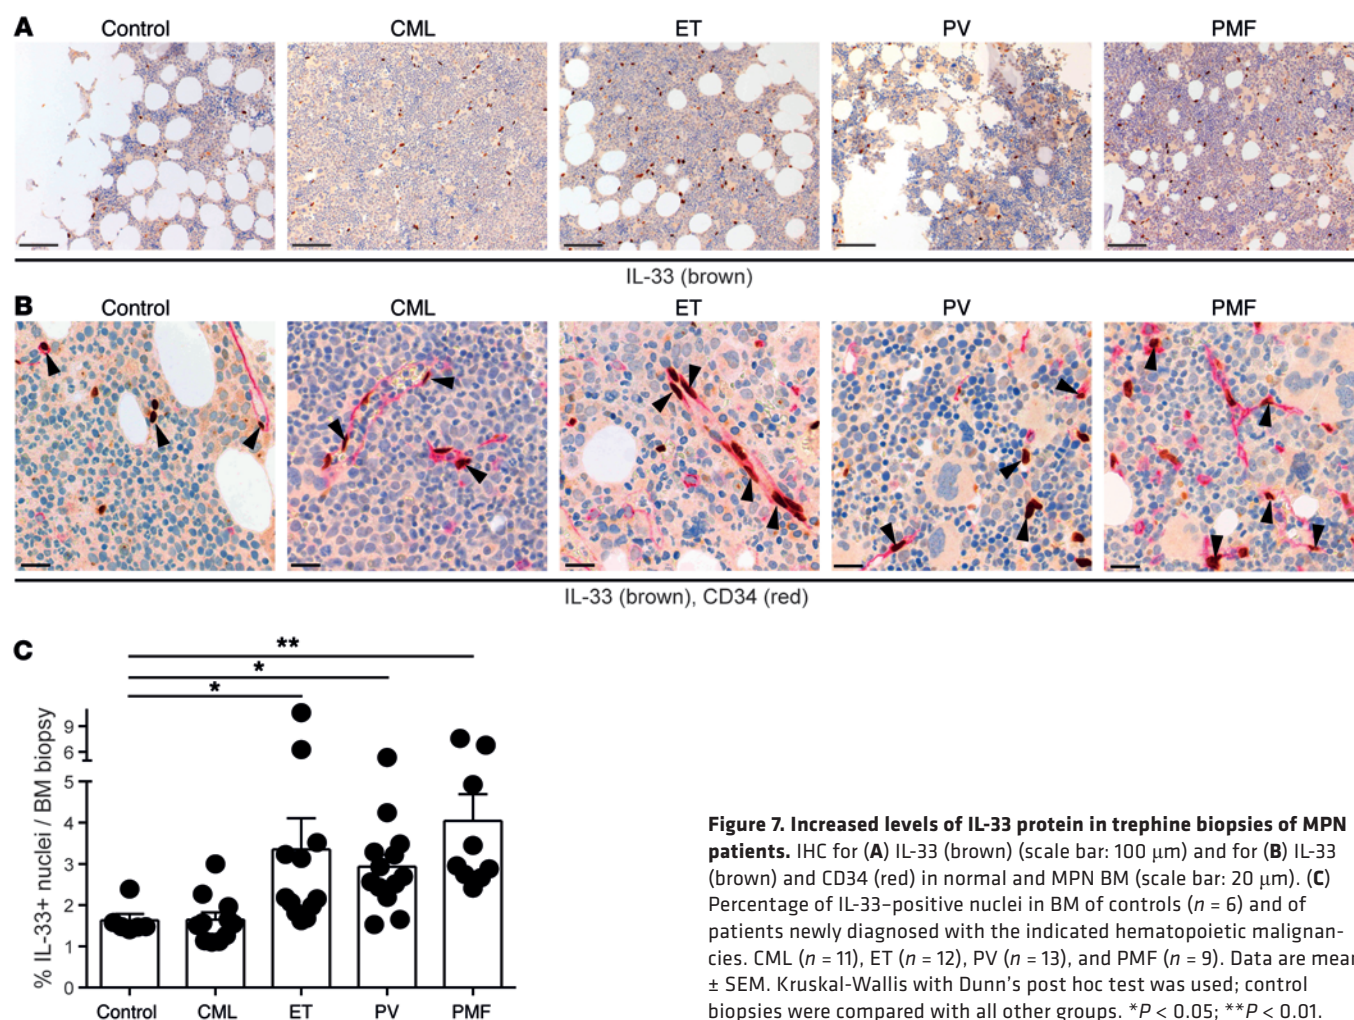 A
Control CML ET PV PMF
IL-33 (brown)
B
Control CML ET PV PMF
IL-33 (brown), CD34 (red)
C
** 
*
*
% IL-33+ nuclei / BM biopsy
9
6
5
4
3
2
1
0
Control CML ET PV PMF
Figure 7. Increased levels of IL-33 protein in trephine biopsies of MPN
patients. IHC for (A) IL-33 (brown) (scale bar: 100 μm) and for (B) IL-33
(brown) and CD34 (red) in normal and MPN BM (scale bar: 20 μm). (C)
Percentage of IL-33–positive nuclei in BM of controls (n = 6) and of
patients newly diagnosed with the indicated hematopoietic malignan-
cies. CML (n = 11), ET (n = 12), PV (n = 13), and PMF (n = 9). Data are mean
± SEM. Kruskal-Wallis with Dunn's post hoc test was used; control
biopsies were compared with all other groups. *P < 0.05; **P < 0.01.